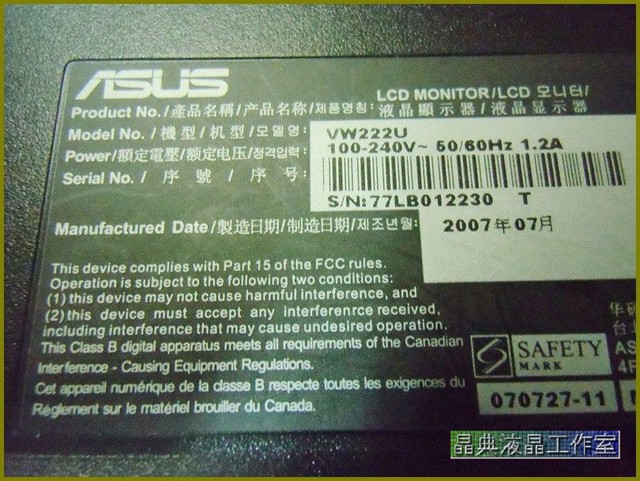 ASUS
LCD MONITOR/LCD 모니터/
Product No./產品名稱/产品名称/제품명칭: 液晶顯示器/液晶显示器
Model No./機型/机型/모델명: VW222U
Power/額定電壓/额定电压/정격입력: 100-240V~ 50/60Hz 1.2A
Serial No./序號/序号: S/N:77LB012230 T
Manufactured Date/製造日期/制造日期/제조년월: 2007年07月
This device complies with Part 15 of the FCC rules.
Operation is subject to the following two conditions:
(1) this device may not cause harmful interference, and
(2) this device must accept any interfenrce received,
including interference that may cause undesired operation.
This Class B digital apparatus meets all requirements of the Canadian
Interference - Causing Equipment Regulations.
Cet appareil numérique de la classe B respecte toutes les exigences du
Réglement sur le matériel brouiller du Canada.
SAFETY
MARK
070727-11
晶典液晶工作室